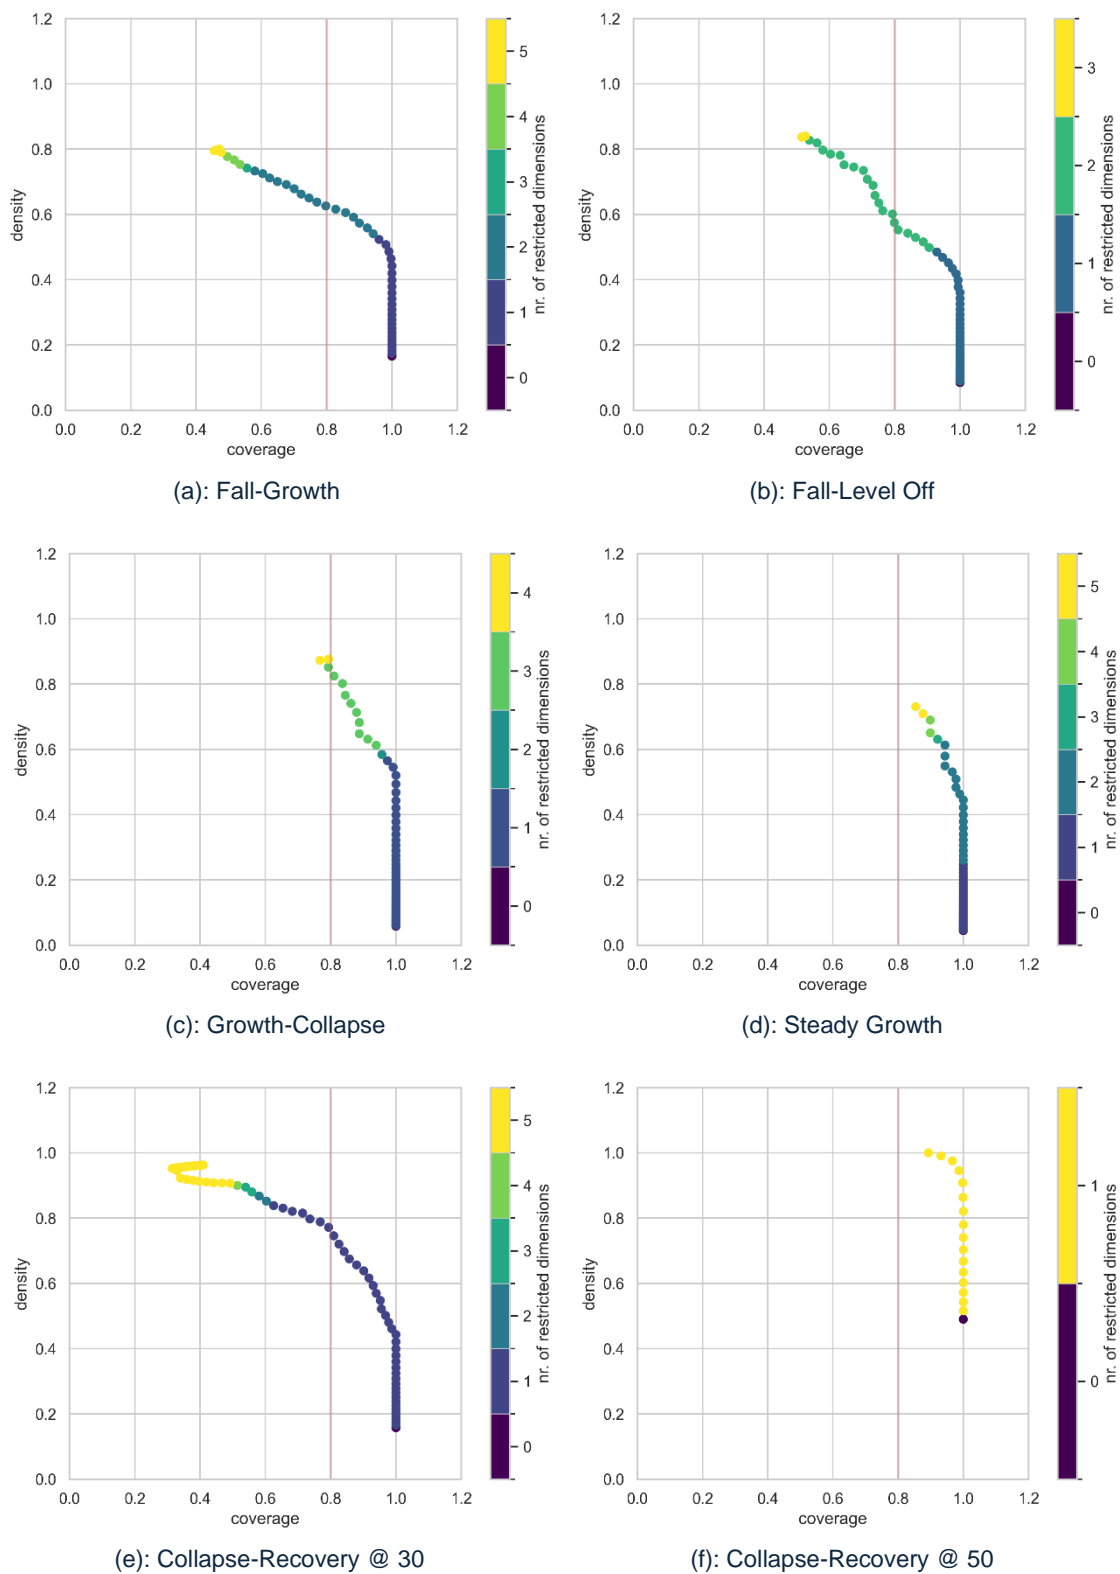 1.2
1.0
0.8
0.6
0.4
0.2
0.0
density
0.0 0.2 0.4 0.6 0.8 1.0 1.2
coverage
5
4
3
2
1
0
nr. of restricted dimensions
(a): Fall-Growth
1.2
1.0
0.8
0.6
0.4
0.2
0.0
density
0.0 0.2 0.4 0.6 0.8 1.0 1.2
coverage
3
2
1
0
nr. of restricted dimensions
(b): Fall-Level Off
1.2
1.0
0.8
0.6
0.4
0.2
0.0
density
0.0 0.2 0.4 0.6 0.8 1.0 1.2
coverage
4
3
2
1
0
nr. of restricted dimensions
(c): Growth-Collapse
1.2
1.0
0.8
0.6
0.4
0.2
0.0
density
0.0 0.2 0.4 0.6 0.8 1.0 1.2
coverage
5
4
3
2
1
0
nr. of restricted dimensions
(d): Steady Growth
1.2
1.0
0.8
0.6
0.4
0.2
0.0
density
0.0 0.2 0.4 0.6 0.8 1.0 1.2
coverage
5
4
3
2
1
0
nr. of restricted dimensions
(e): Collapse-Recovery @ 30
1.2
1.0
0.8
0.6
0.4
0.2
0.0
density
0.0 0.2 0.4 0.6 0.8 1.0 1.2
coverage
1
0
nr. of restricted dimensions
(f): Collapse-Recovery @ 50